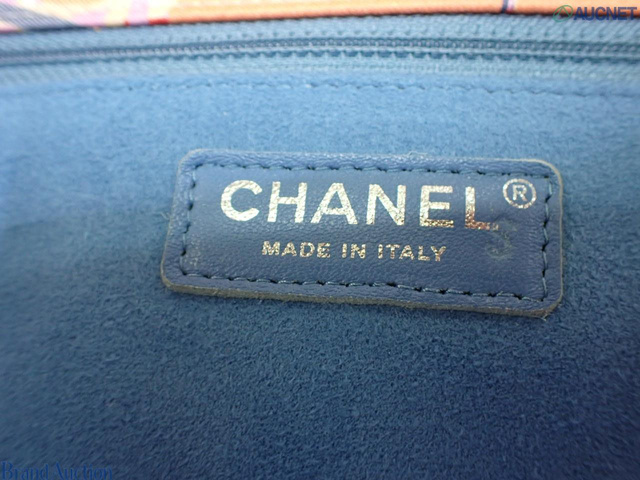 AUCNET
CHANEL®
MADE IN ITALY
Brand Auction